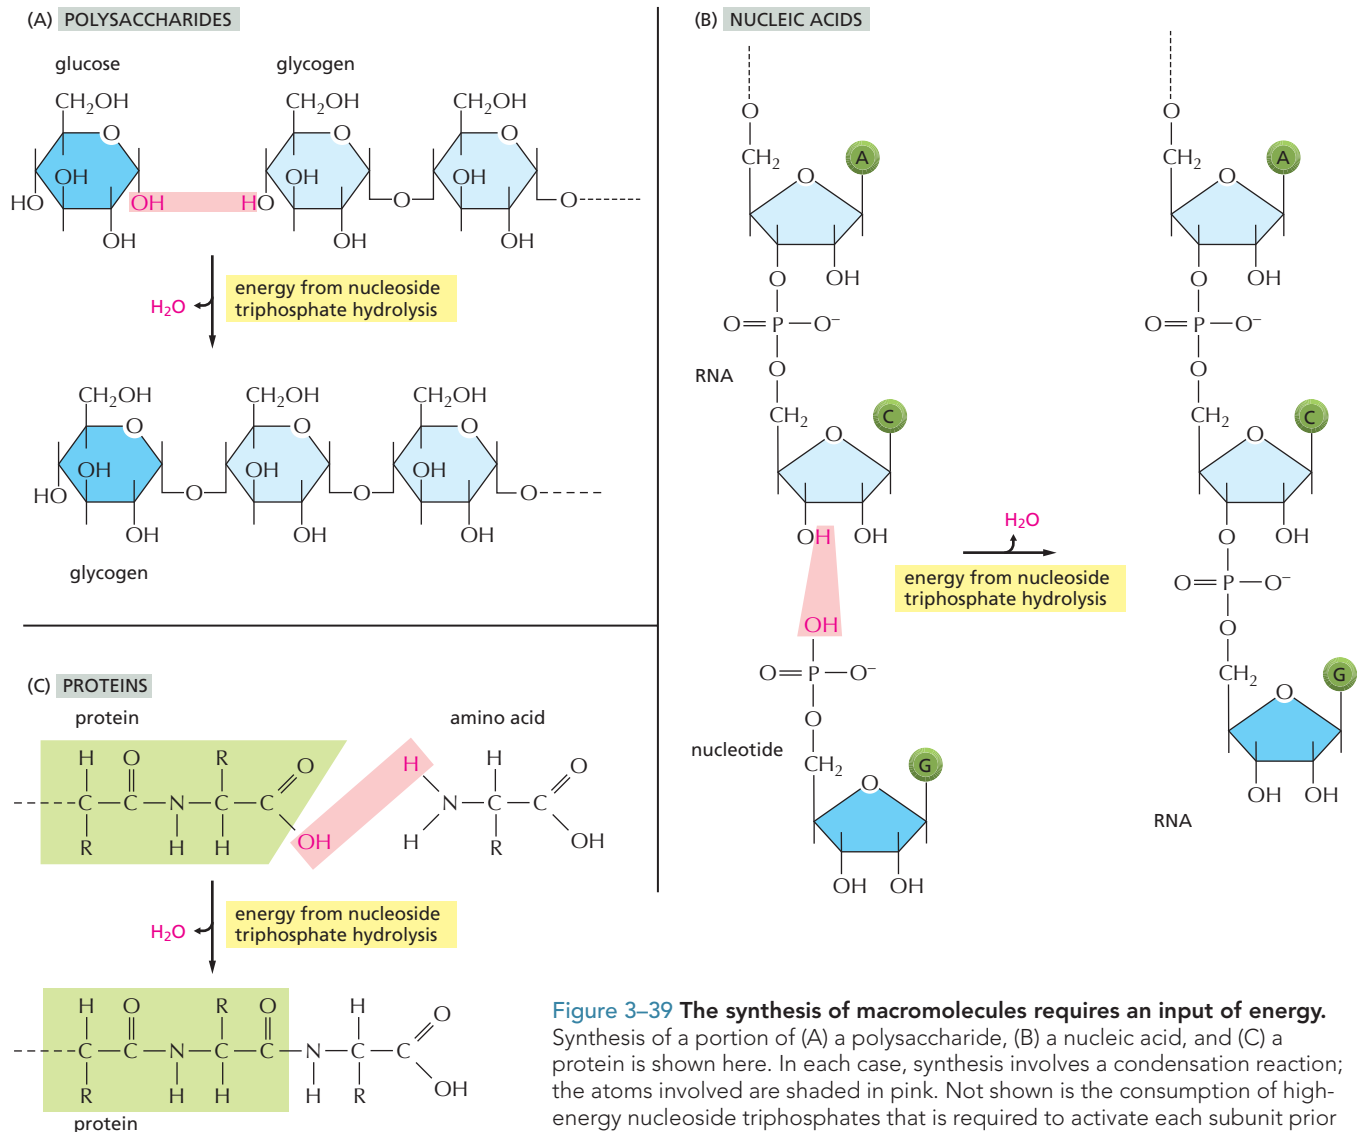 (A) POLYSACCHARIDES
glucose
glycogen
CH₂OH
CH₂OH
CH₂OH
O
O
O
OH
OH
OH
HO
OH
HO
O
O
OH
OH
OH
H₂O
energy from nucleoside
triphosphate hydrolysis
CH₂OH
CH₂OH
CH₂OH
O
O
O
OH
OH
OH
HO
O
O
O
OH
OH
OH
glycogen
(B) NUCLEIC ACIDS
O
CH₂
A
O
O
OH
O=P—O⁻
O
RNA
CH₂
C
O
OH
OH
OH
O=P—O⁻
O
nucleotide
CH₂
G
O
OH
OH
H₂O
energy from nucleoside
triphosphate hydrolysis
O
CH₂
A
O
O
OH
O=P—O⁻
O
CH₂
C
O
O
OH
O=P—O⁻
O
CH₂
G
O
OH
OH
RNA
(C) PROTEINS
protein
amino acid
H
O
R
O
H
H
O
C—C—N—C—C
N—C—C
R
H
H
OH
H
R
OH
H₂O
energy from nucleoside
triphosphate hydrolysis
H
O
R
O
H
O
C—C—N—C—C—N—C—C
R
H
H
H
R
OH
protein
Figure 3–39 The synthesis of macromolecules requires an input of energy.
Synthesis of a portion of (A) a polysaccharide, (B) a nucleic acid, and (C) a
protein is shown here. In each case, synthesis involves a condensation reaction;
the atoms involved are shaded in pink. Not shown is the consumption of high-
energy nucleoside triphosphates that is required to activate each subunit prior